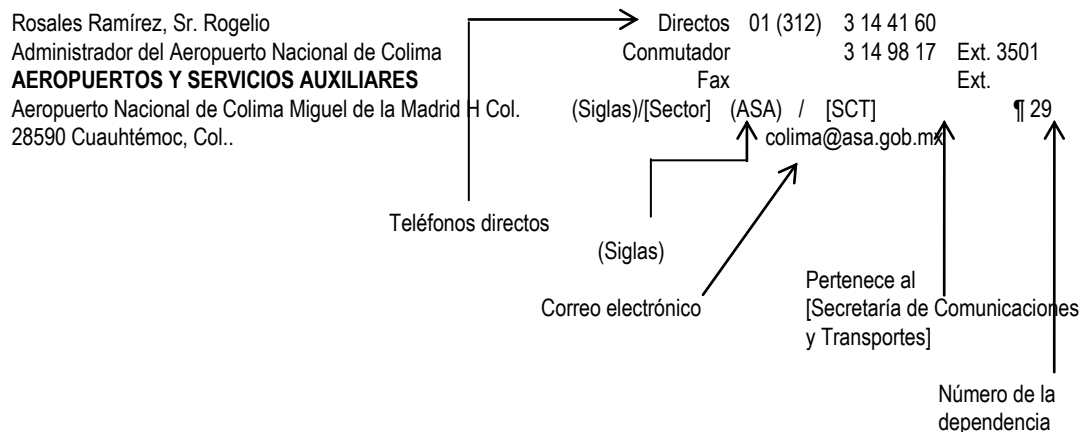 Rosales Ramírez, Sr. Rogelio Directos 01 (312) 3 14 41 60
Administrador del Aeropuerto Nacional de Colima Conmutador 3 14 98 17 Ext. 3501
AEROPUERTOS Y SERVICIOS AUXILIARES Fax Ext.
Aeropuerto Nacional de Colima Miguel de la Madrid H Col. (Siglas)/[Sector] (ASA) / [SCT] ¶ 29
28590 Cuauhtémoc, Col.. colima@asa.gob.mx
Teléfonos directos
(Siglas)
Correo electrónico
Pertenece al
[Secretaría de Comunicaciones
y Transportes]
Número de la
dependencia